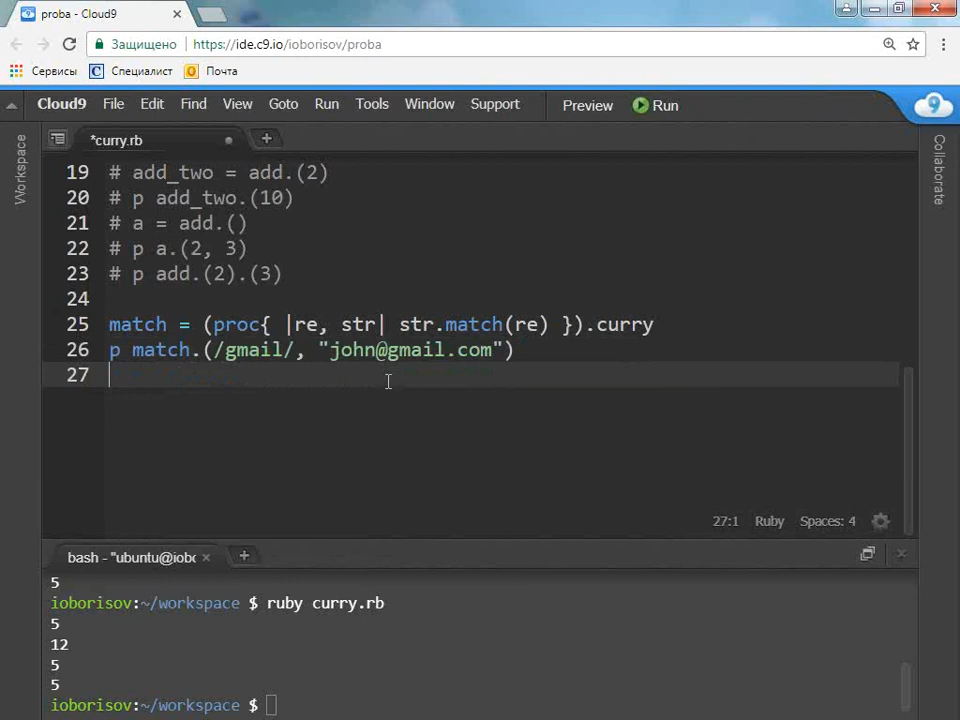 proba - Cloud9
Защищено https://ide.c9.io/ioborisov/proba
Сервисы Специалист Почта
Cloud9 File Edit Find View Goto Run Tools Window Support Preview Run
Workspace
Collaborate
*curry.rb
19 # add_two = add.(2)
20 # p add_two.(10)
21 # a = add.()
22 # p a.(2, 3)
23 # p add.(2).(3)
24
25 match = (proc{ |re, str| str.match(re) }).curry
26 p match.(/gmail/, "john@gmail.com")
27
27:1 Ruby Spaces: 4
bash - "ubuntu@iobo
5
ioborisov:~/workspace $ ruby curry.rb
5
12
5
5
ioborisov:~/workspace $